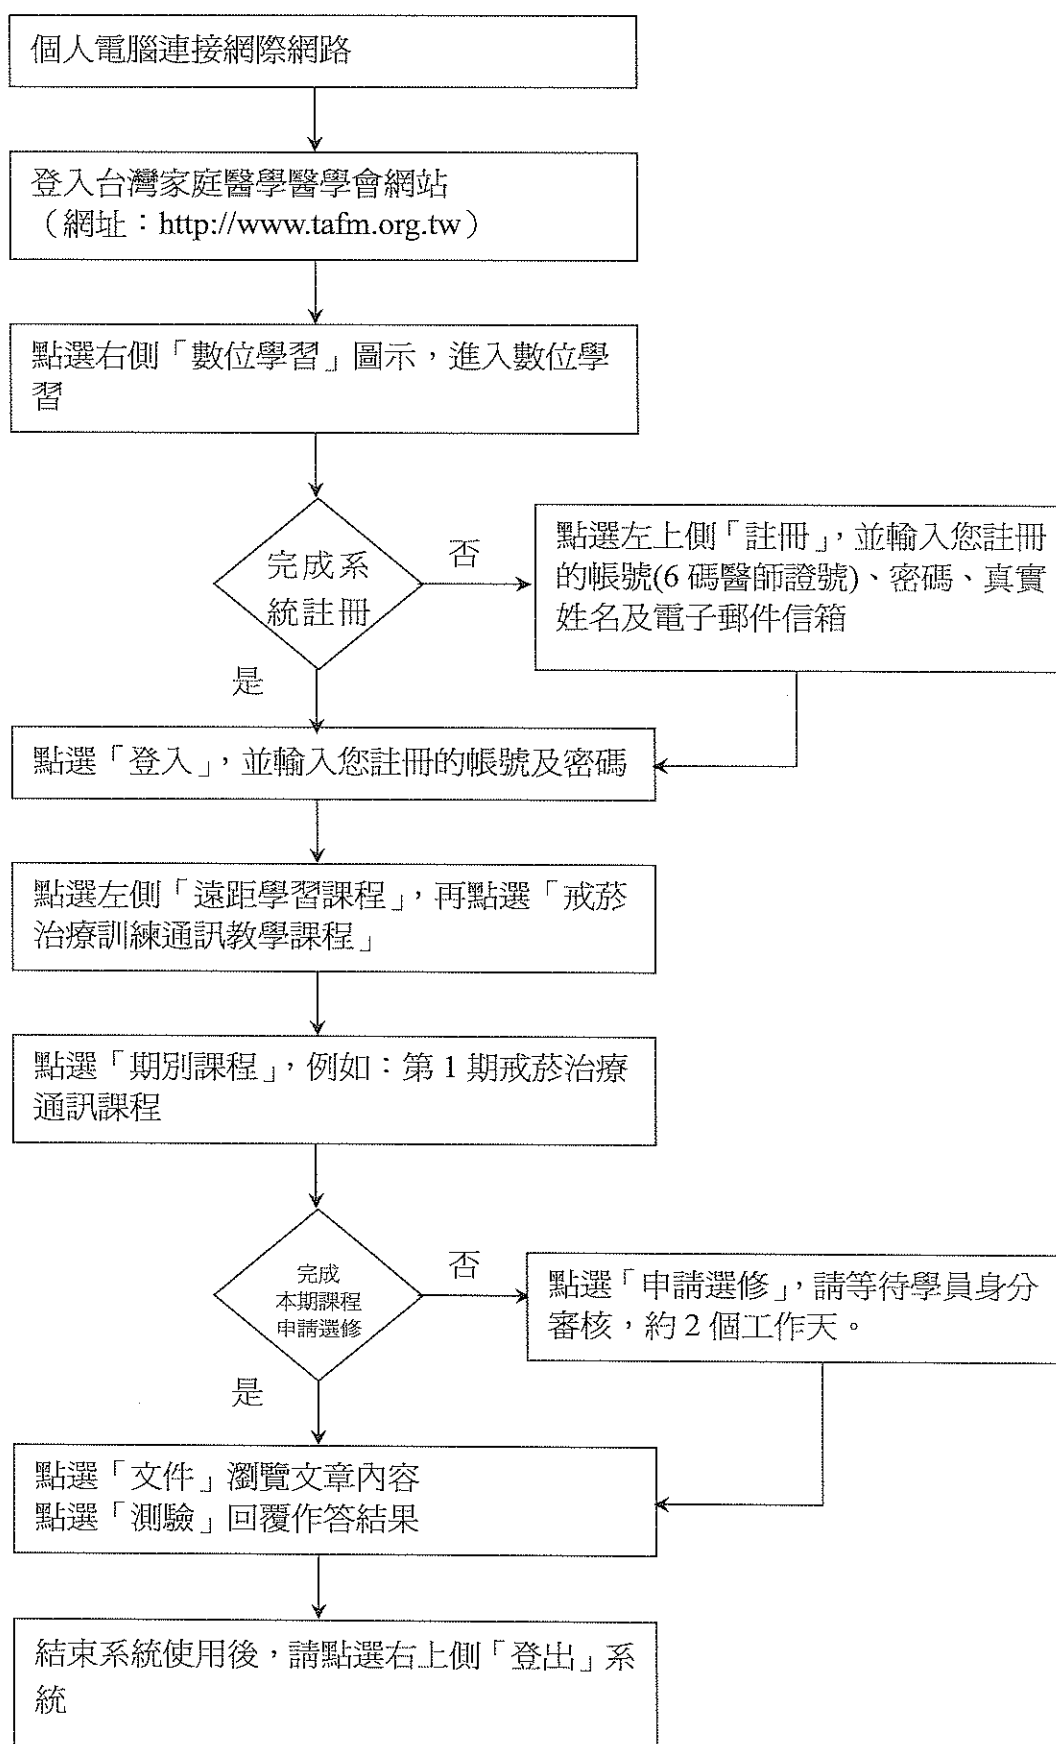 個人電腦連接網際網路
登入台灣家庭醫學醫學會網站
（網址：http://www.tafm.org.tw）
點選右側「數位學習」圖示，進入數位學
習
完成系
統註冊
否
點選左上側「註冊」，並輸入您註冊
的帳號(6 碼醫師證號)、密碼、真實
姓名及電子郵件信箱
是
點選「登入」，並輸入您註冊的帳號及密碼
點選左側「遠距學習課程」，再點選「戒菸
治療訓練通訊教學課程」
點選「期別課程」，例如：第 1 期戒菸治療
通訊課程
完成
本期課程
申請選修
否
點選「申請選修」，請等待學員身分
審核，約 2 個工作天。
是
點選「文件」瀏覽文章內容
點選「測驗」回覆作答結果
結束系統使用後，請點選右上側「登出」系
統